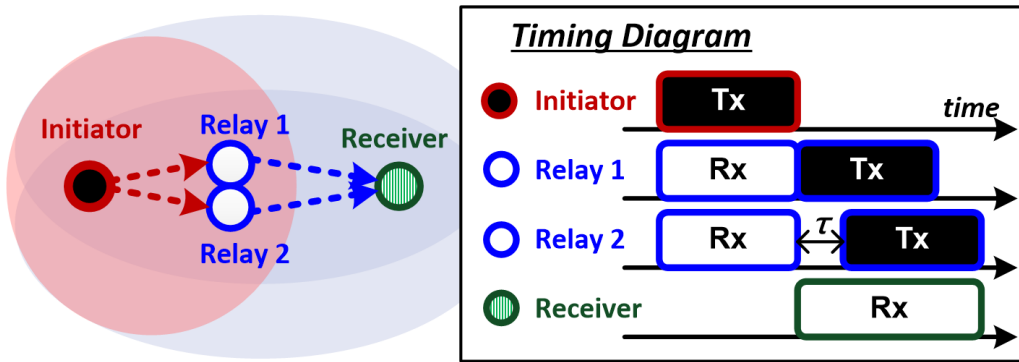 Initiator
Relay 1
Relay 2
Receiver
Timing Diagram
Initiator
Tx
time
Relay 1
Rx
Tx
Relay 2
Rx
τ
Tx
Receiver
Rx